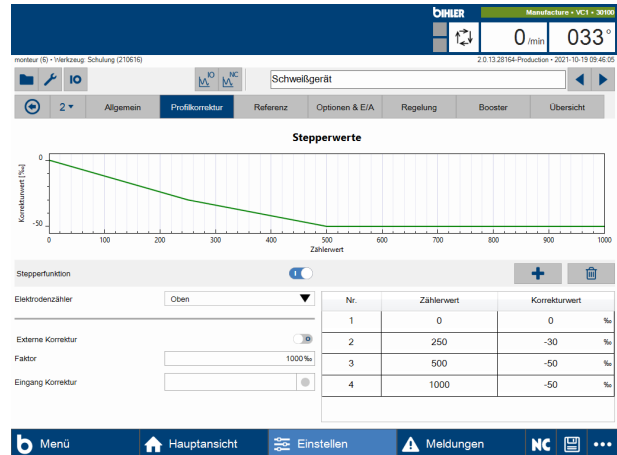 BIHLER
Manufacture • VC1 • 30100
0 /min 033°
monteur (6) • Werkzeug: Schulung (210616)
2.0.13.28164-Production • 2021-10-19 09:46:05
IO IO NC Schweißgerät
2 Allgemein Profilkorrektur Referenz Optionen & E/A Regelung Booster Übersicht
Stepperwerte
Korrekturwert [‰]
0
-50
0 100 200 300 400 500 600 700 800 900 1000
Zählerwert
Stepperfunktion
Elektrodenzähler Oben
Nr. Zählerwert Korrekturwert
1 0 0 ‰
Externe Korrektur
2 250 -30 ‰
Faktor 1000‰
3 500 -50 ‰
Eingang Korrektur
4 1000 -50 ‰
b Menü Hauptansicht Einstellen Meldungen NC